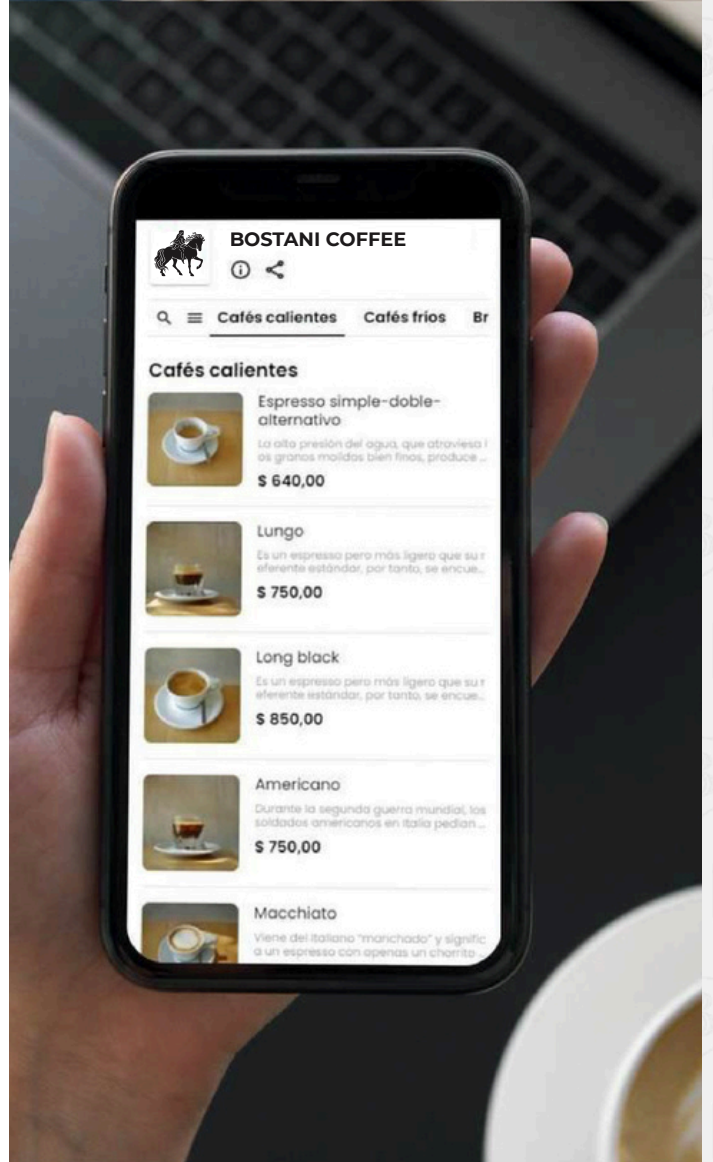 BOSTANI COFFEE
Cafés calientes Cafés fríos Br
Cafés calientes
Espresso simple-doble-
alternativo
La alta presión del agua, que atraviesa l
os granos molidos bien finos, produce ...
$ 640,00
Lungo
Es un espresso pero más ligero que su r
eferente estándar, por tanto, se encue...
$ 750,00
Long black
Es un espresso pero más ligero que su r
eferente estándar, por tanto, se encue...
$ 850,00
Americano
Durante la segunda guerra mundial, los
soldados americanos en Italia pedían ...
$ 750,00
Macchiato
Viene del italiano "manchado" y signific
a un espresso con apenas un chorrito ...